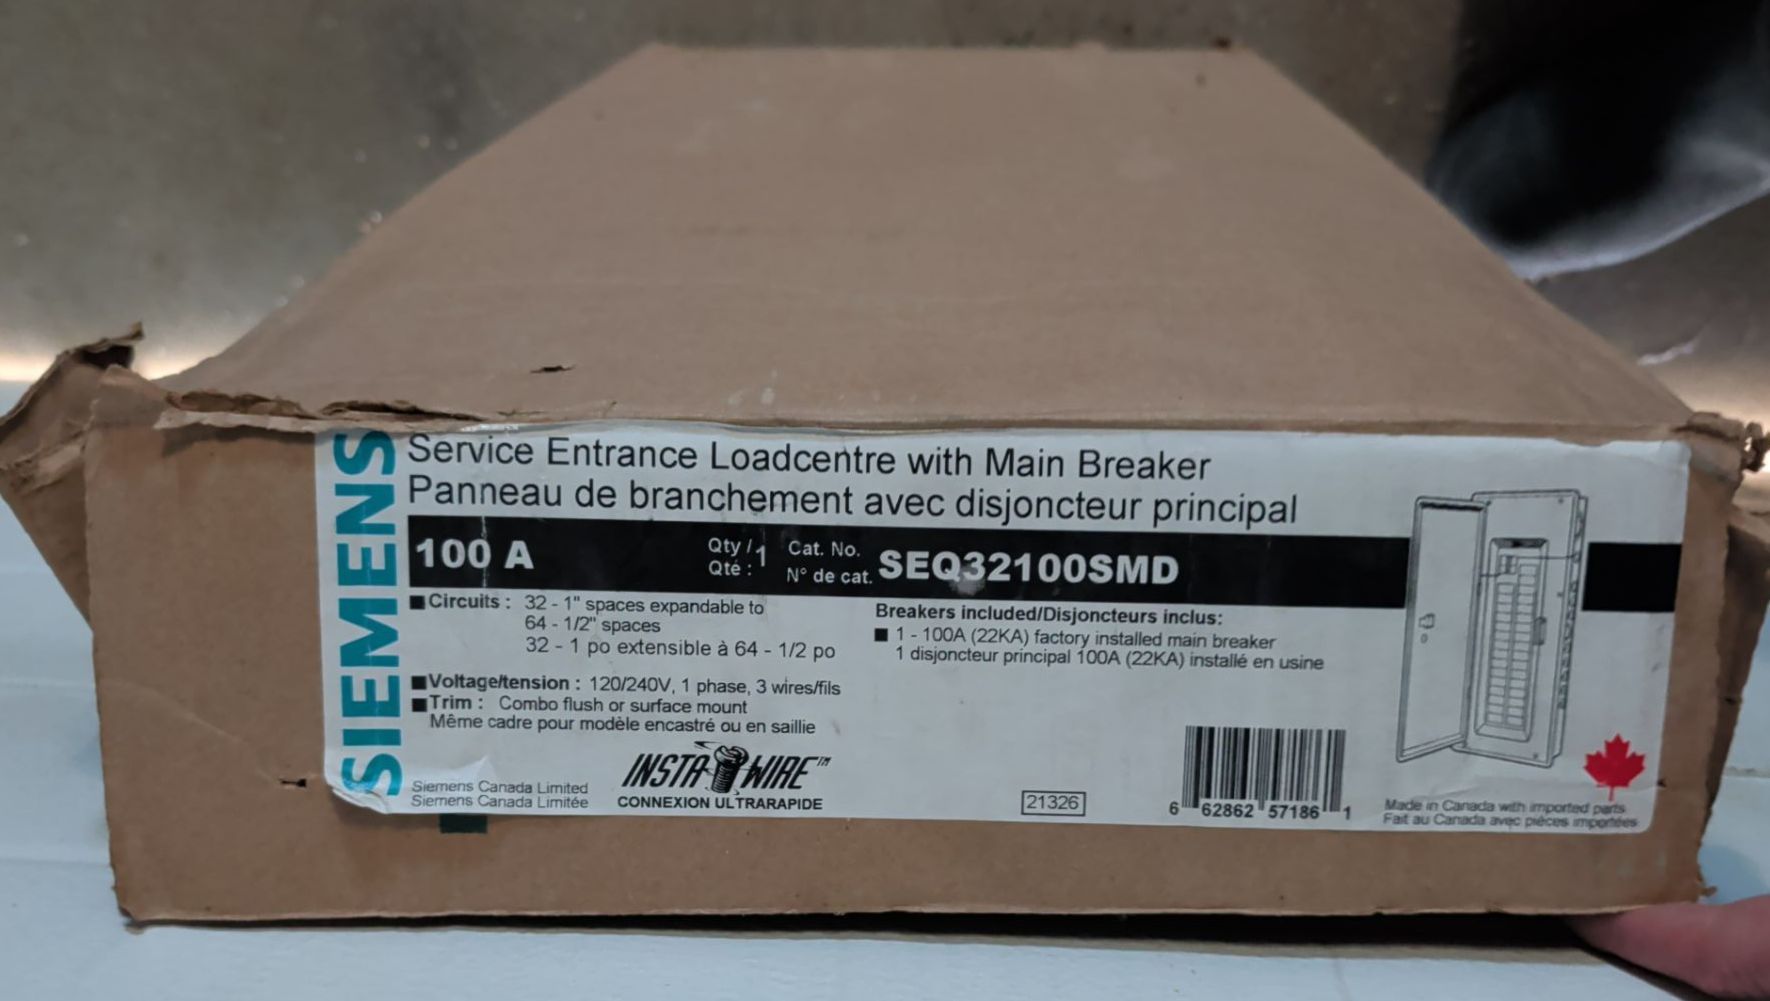 SIEMENS
Service Entrance Loadcentre with Main Breaker
Panneau de branchement avec disjoncteur principal
100 A
Qty / Qté : 1
Cat. No. / N° de cat. SEQ32100SMD
Circuits : 32 - 1" spaces expandable to
64 - 1/2" spaces
32 - 1 po extensible à 64 - 1/2 po
Voltage/tension : 120/240V, 1 phase, 3 wires/fils
Trim : Combo flush or surface mount
Même cadre pour modèle encastré ou en saillie
Breakers included/Disjoncteurs inclus:
1 - 100A (22KA) factory installed main breaker
1 disjoncteur principal 100A (22KA) installé en usine
Siemens Canada Limited
Siemens Canada Limitée
INSTA WIRE™
CONNEXION ULTRARAPIDE
21326
6 62862 57186 1
Made in Canada with imported parts
Fait au Canada avec pièces importées